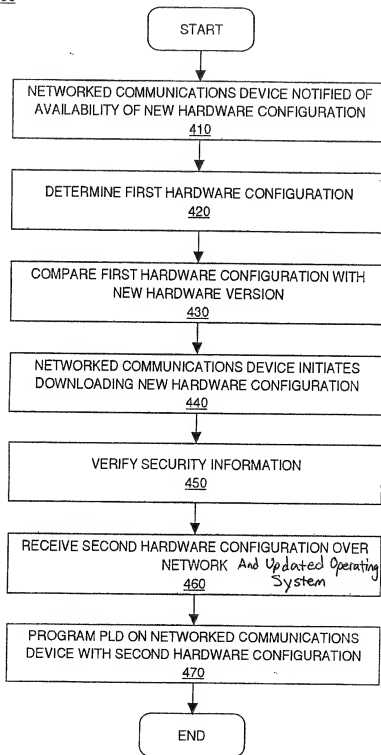 START
NETWORKED COMMUNICATIONS DEVICE NOTIFIED OF
AVAILABILITY OF NEW HARDWARE CONFIGURATION
410
DETERMINE FIRST HARDWARE CONFIGURATION
420
COMPARE FIRST HARDWARE CONFIGURATION WITH
NEW HARDWARE VERSION
430
NETWORKED COMMUNICATIONS DEVICE INITIATES
DOWNLOADING NEW HARDWARE CONFIGURATION
440
VERIFY SECURITY INFORMATION
450
RECEIVE SECOND HARDWARE CONFIGURATION OVER
NETWORK And Updated Operating
460 System
PROGRAM PLD ON NETWORKED COMMUNICATIONS
DEVICE WITH SECOND HARDWARE CONFIGURATION
470
END